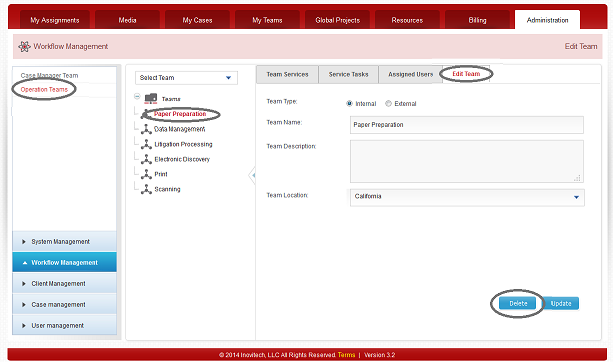 My Assignments Media My Cases My Teams Global Projects Resources Billing Administration
Workflow Management Edit Team
Case Manager Team
Operation Teams
System Management
Workflow Management
Client Management
Case management
User management
Select Team
Teams
Paper Preparation
Data Management
Litigation Processing
Electronic Discovery
Print
Scanning
Team Services Service Tasks Assigned Users Edit Team
Team Type: Internal External
Team Name: Paper Preparation
Team Description:
Team Location: California
Delete Update
© 2014 Inovitech, LLC All Rights Reserved. Terms | Version 3.2